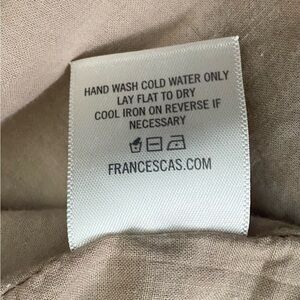 HAND WASH COLD WATER ONLY
LAY FLAT TO DRY
COOL IRON ON REVERSE IF
NECESSARY
FRANCESCAS.COM